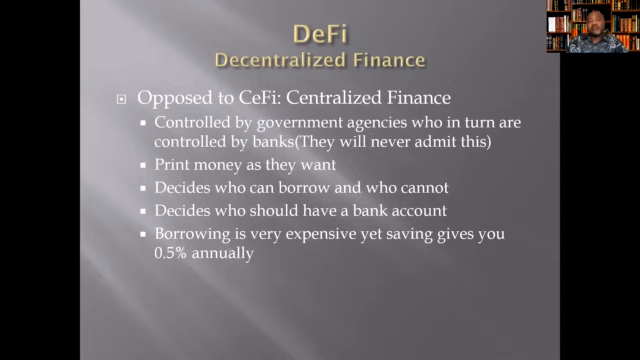 DeFi
Decentralized Finance
Opposed to CeFi: Centralized Finance
Controlled by government agencies who in turn are
controlled by banks(They will never admit this)
Print money as they want
Decides who can borrow and who cannot
Decides who should have a bank account
Borrowing is very expensive yet saving gives you
0.5% annually